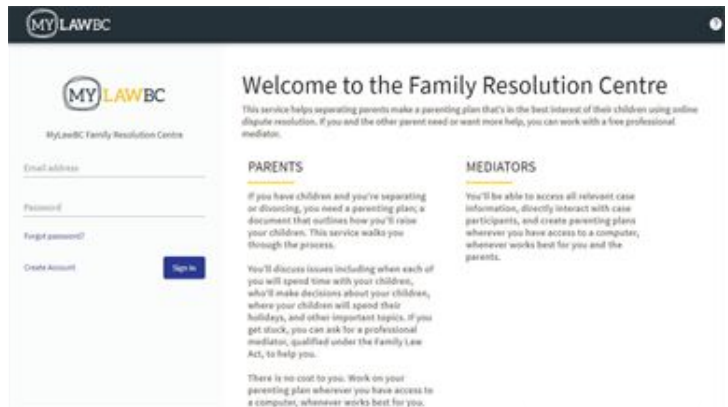 MY LAWBC
?
MY LAWBC
MyLawBC Family Resolution Centre
Email address
Password
Forgot password?
Create Account
Sign In
Welcome to the Family Resolution Centre
This service helps separating parents make a parenting plan that's in the best interest of their children using online
dispute resolution. If you and the other parent need or want more help, you can work with a free professional
mediator.
PARENTS
If you have children and you're separating
or divorcing, you need a parenting plan; a
document that outlines how you'll raise
your children. This service walks you
through the process.
You'll discuss issues including when each of
you will spend time with your children,
who'll make decisions about your children,
where your children will spend their
holidays, and other important topics. If you
get stuck, you can ask for a professional
mediator, qualified under the Family Law
Act, to help you.
There is no cost to you. Work on your
parenting plan wherever you have access to
a computer, whenever works best for you.
MEDIATORS
You'll be able to access all relevant case
information, directly interact with case
participants, and create parenting plans
wherever you have access to a computer,
whenever works best for you and the
parents.